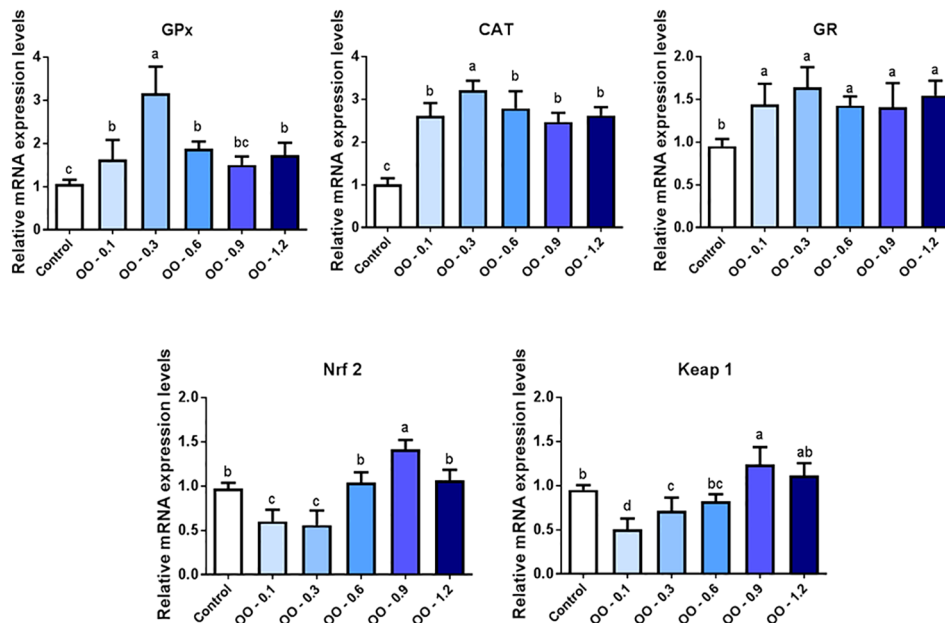 GPx
Relative mRNA expression levels
4
3
2
1
0
c
b
a
b
bc
b
Control
OO - 0.1
OO - 0.3
OO - 0.6
OO - 0.9
OO - 1.2
CAT
Relative mRNA expression levels
4
3
2
1
0
c
b
a
b
b
b
Control
OO - 0.1
OO - 0.3
OO - 0.6
OO - 0.9
OO - 1.2
GR
Relative mRNA expression levels
2.0
1.5
1.0
0.5
0.0
b
a
a
a
a
a
Control
OO - 0.1
OO - 0.3
OO - 0.6
OO - 0.9
OO - 1.2
Nrf 2
Relative mRNA expression levels
2.0
1.5
1.0
0.5
0.0
b
c
c
b
a
b
Control
OO - 0.1
OO - 0.3
OO - 0.6
OO - 0.9
OO - 1.2
Keap 1
Relative mRNA expression levels
2.0
1.5
1.0
0.5
0.0
b
d
c
bc
a
ab
Control
OO - 0.1
OO - 0.3
OO - 0.6
OO - 0.9
OO - 1.2